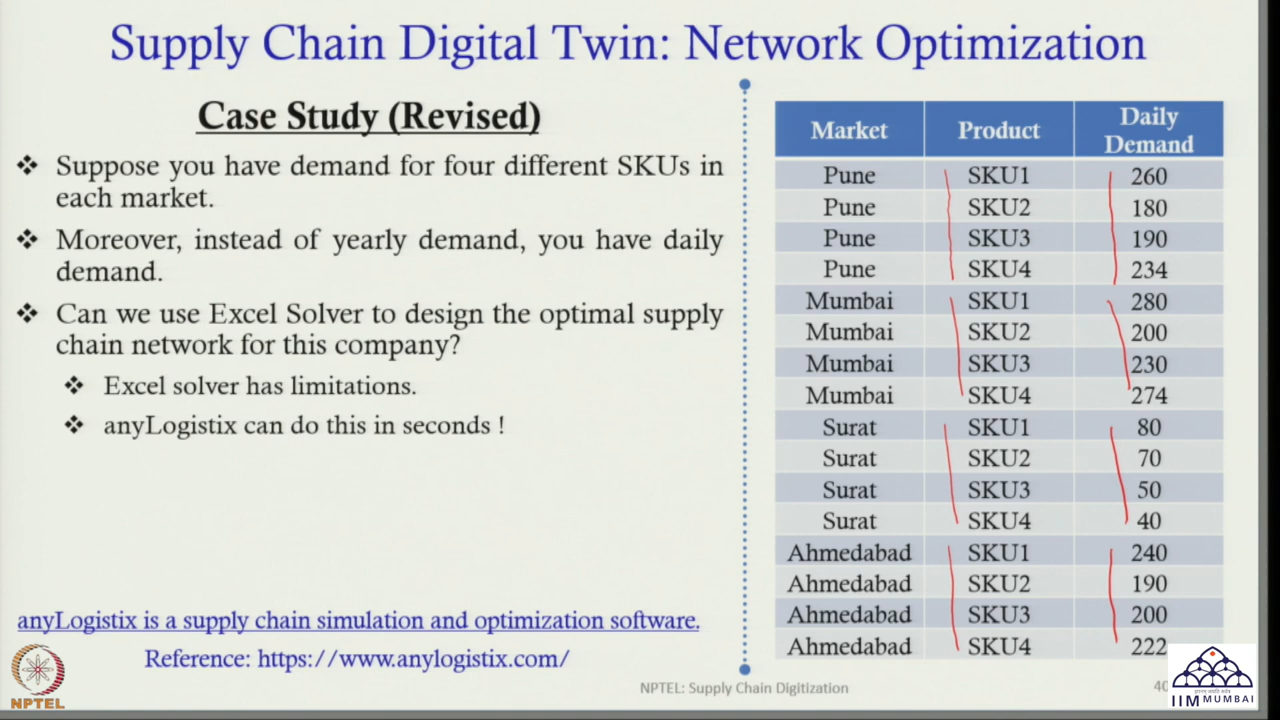 Supply Chain Digital Twin: Network Optimization
Case Study (Revised)
❖ Suppose you have demand for four different SKUs in
each market.
❖ Moreover, instead of yearly demand, you have daily
demand.
❖ Can we use Excel Solver to design the optimal supply
chain network for this company?
❖ Excel solver has limitations.
❖ anyLogistix can do this in seconds !
anyLogistix is a supply chain simulation and optimization software.
Reference: https://www.anylogistix.com/
Market Product Daily
Demand
Pune SKU1 260
Pune SKU2 180
Pune SKU3 190
Pune SKU4 234
Mumbai SKU1 280
Mumbai SKU2 200
Mumbai SKU3 230
Mumbai SKU4 274
Surat SKU1 80
Surat SKU2 70
Surat SKU3 50
Surat SKU4 40
Ahmedabad SKU1 240
Ahmedabad SKU2 190
Ahmedabad SKU3 200
Ahmedabad SKU4 222
NPTEL: Supply Chain Digitization
40
NPTEL
IIM MUMBAI